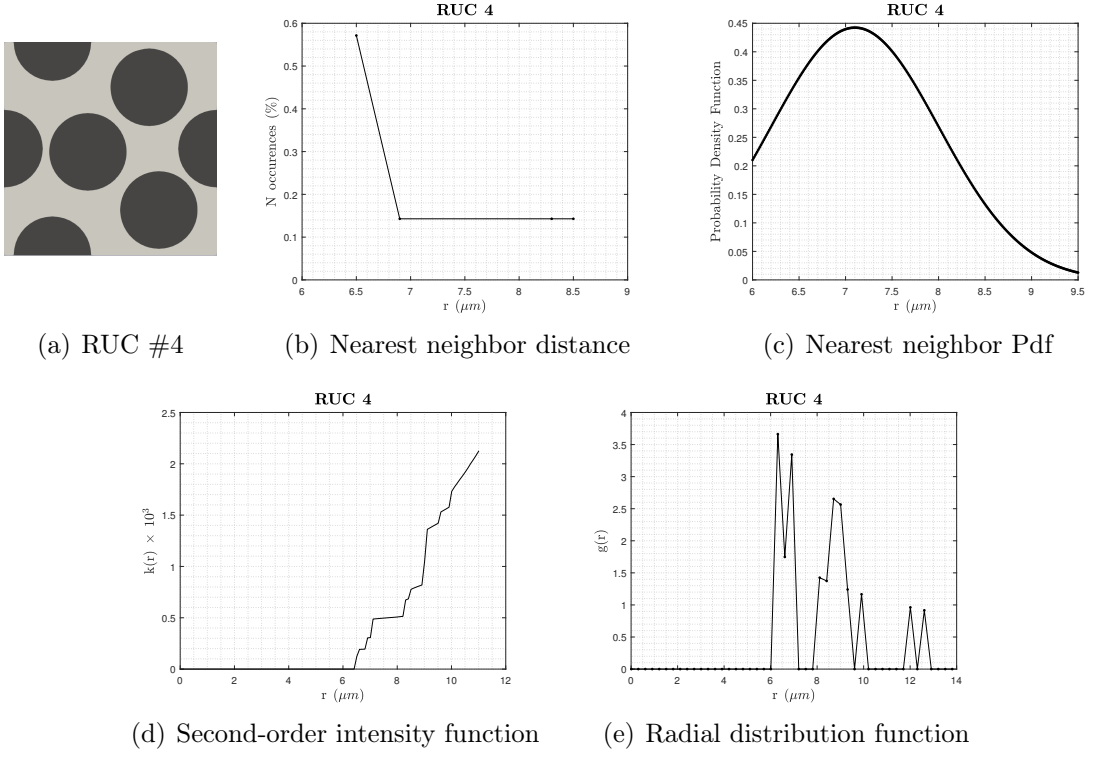 RUC 4
0.6
0.5
0.4
0.3
0.2
0.1
0
N occurences (%)
6 6.5 7 7.5 8 8.5 9
r (μm)
RUC 4
0.45
0.4
0.35
0.3
0.25
0.2
0.15
0.1
0.05
0
Probability Density Function
6 6.5 7 7.5 8 8.5 9 9.5
r (μm)
(a) RUC #4
(b) Nearest neighbor distance
(c) Nearest neighbor Pdf
RUC 4
2.5
2
1.5
1
0.5
0
k(r) × 10³
0 2 4 6 8 10 12
r (μm)
RUC 4
4
3.5
3
2.5
2
1.5
1
0.5
0
g(r)
0 2 4 6 8 10 12 14
r (μm)
(d) Second-order intensity function
(e) Radial distribution function